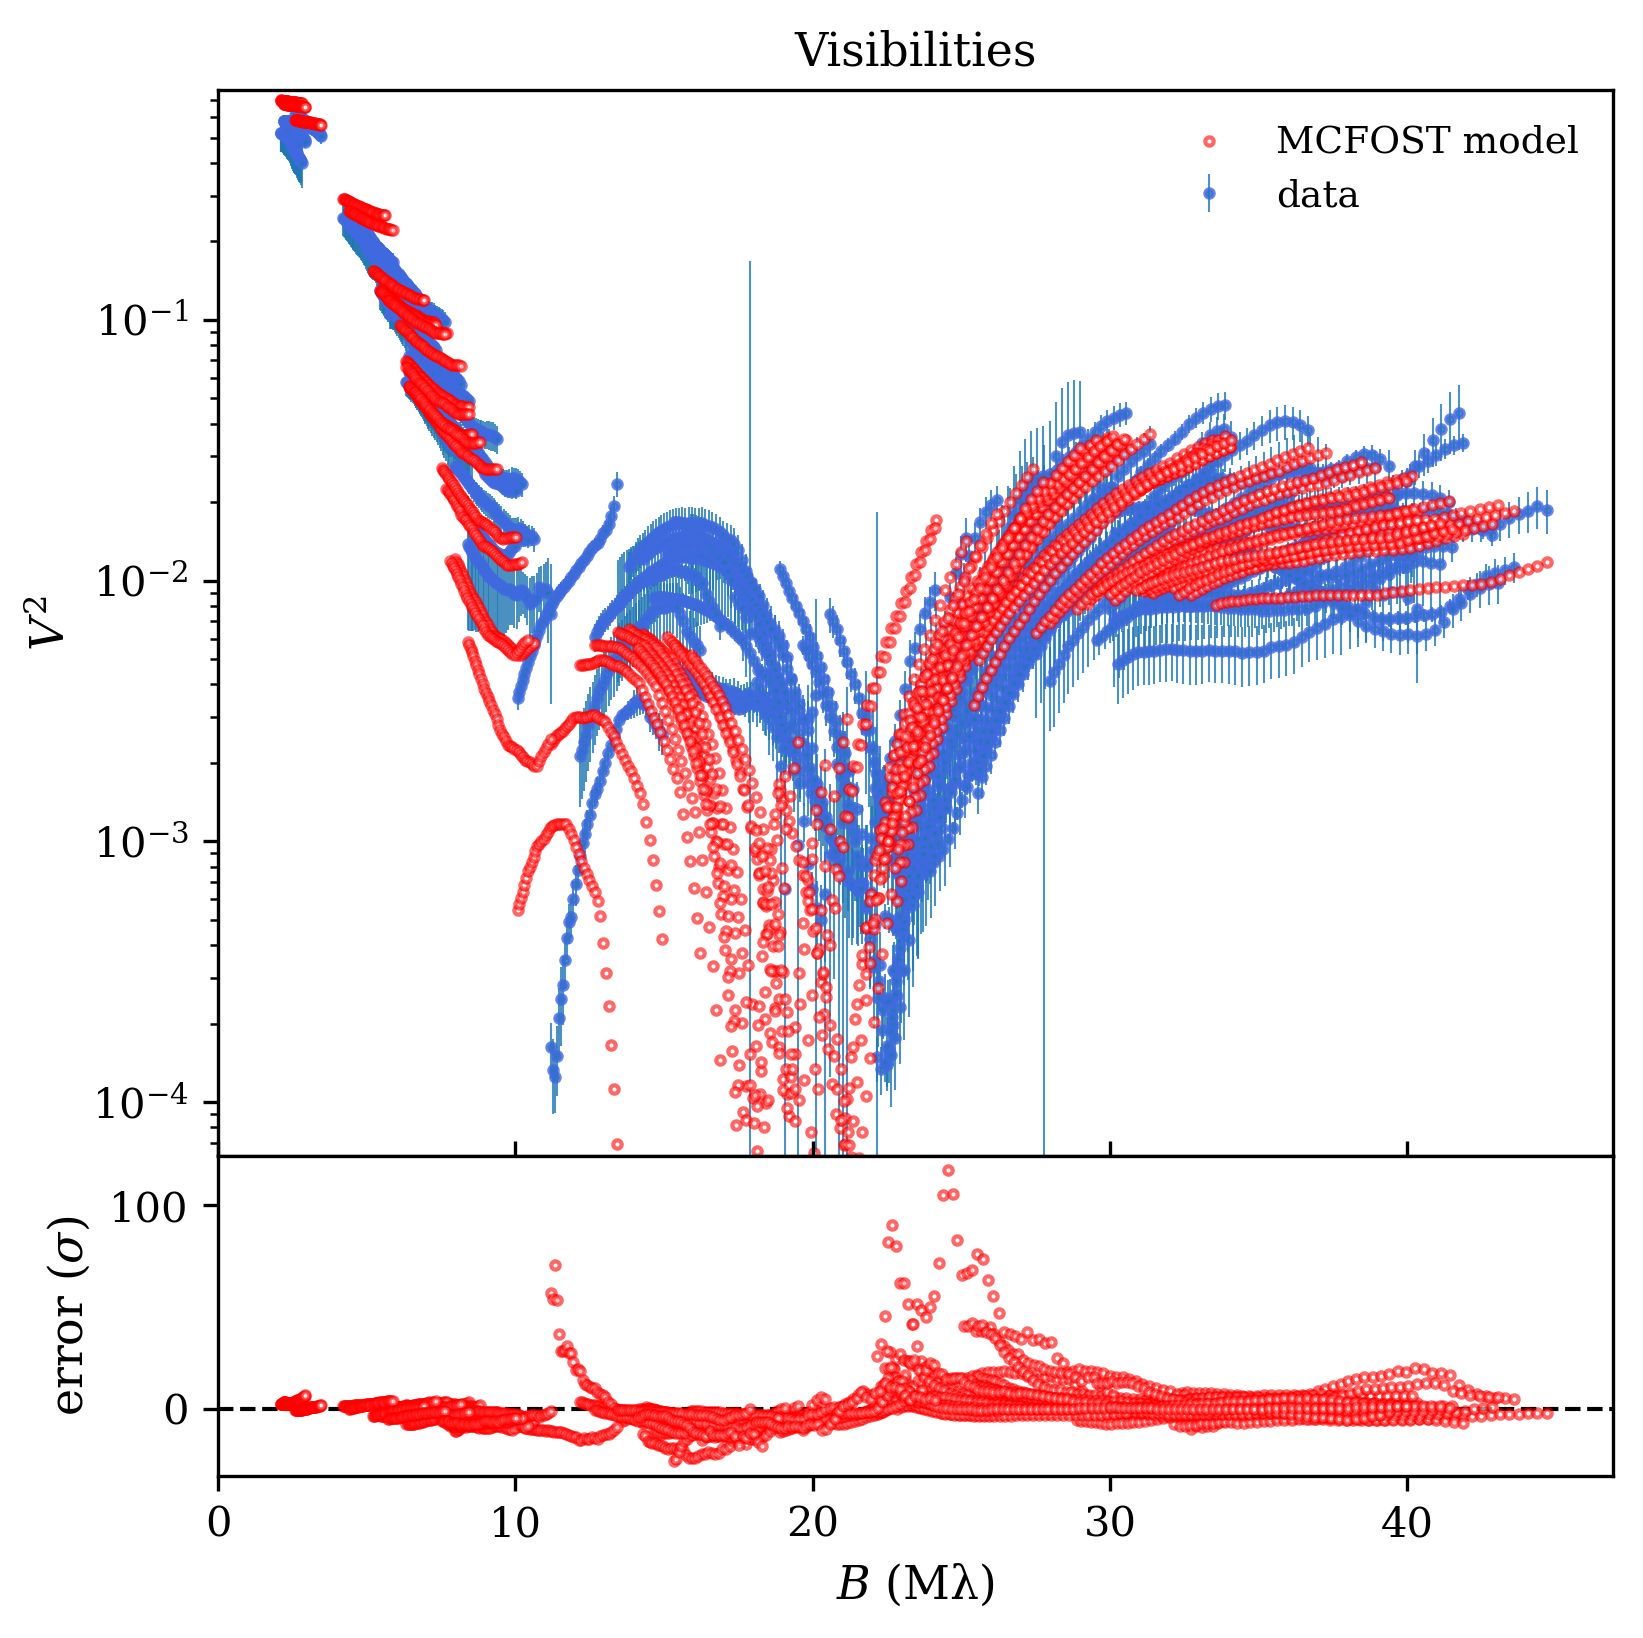 Visibilities
MCFOST model
data
10⁻¹
10⁻²
10⁻³
10⁻⁴
V²
100
0
error (σ)
0 10 20 30 40
B (Mλ)